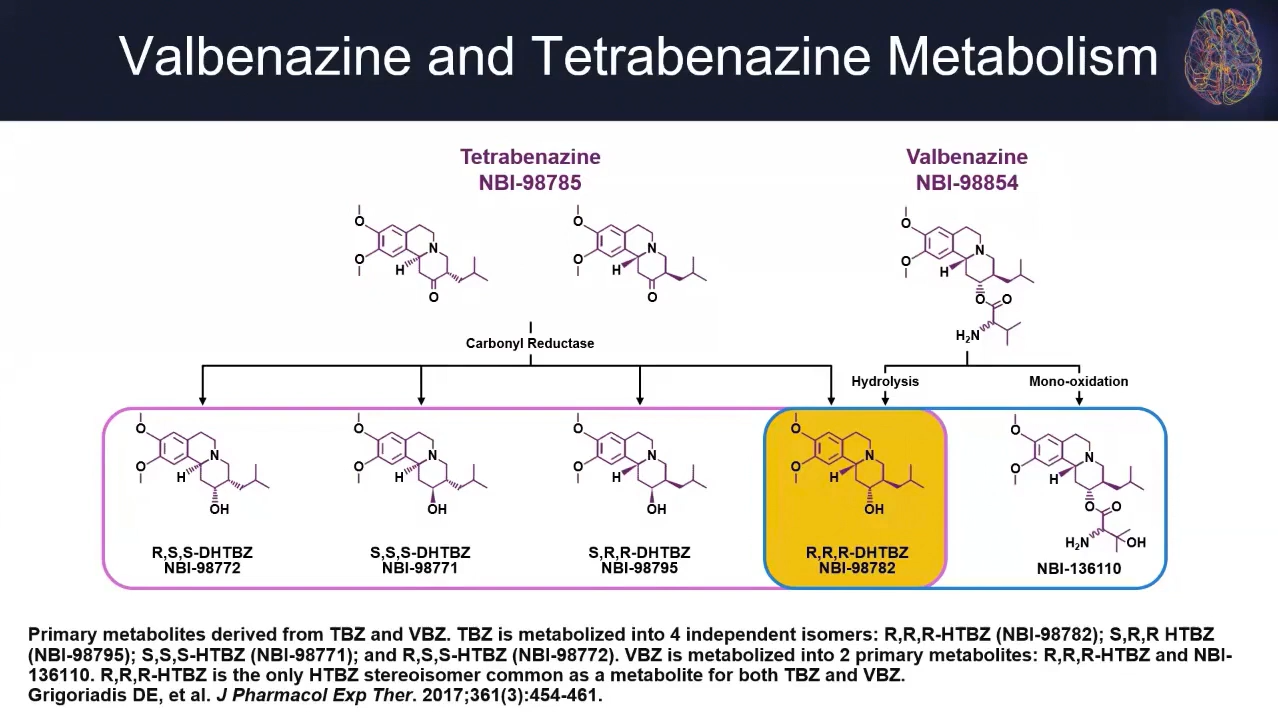 Valbenazine and Tetrabenazine Metabolism
Tetrabenazine
NBI-98785
Valbenazine
NBI-98854
O
O
N
H
O
O
O
N
H
O
O
O
N
H
O
O
H₂N
Carbonyl Reductase
Hydrolysis
Mono-oxidation
O
O
N
H
OH
R,S,S-DHTBZ
NBI-98772
O
O
N
H
OH
S,S,S-DHTBZ
NBI-98771
O
O
N
H
OH
S,R,R-DHTBZ
NBI-98795
O
O
N
H
OH
R,R,R-DHTBZ
NBI-98782
O
O
N
H
O
O
H₂N
OH
NBI-136110
Primary metabolites derived from TBZ and VBZ. TBZ is metabolized into 4 independent isomers: R,R,R-HTBZ (NBI-98782); S,R,R HTBZ
(NBI-98795); S,S,S-HTBZ (NBI-98771); and R,S,S-HTBZ (NBI-98772). VBZ is metabolized into 2 primary metabolites: R,R,R-HTBZ and NBI-
136110. R,R,R-HTBZ is the only HTBZ stereoisomer common as a metabolite for both TBZ and VBZ.
Grigoriadis DE, et al. J Pharmacol Exp Ther. 2017;361(3):454-461.